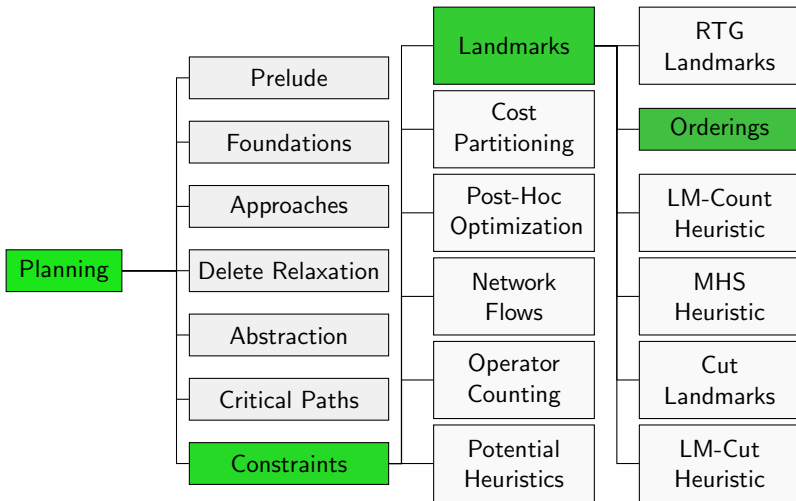 Planning
Prelude
Foundations
Approaches
Delete Relaxation
Abstraction
Critical Paths
Constraints
Landmarks
Cost
Partitioning
Post-Hoc
Optimization
Network
Flows
Operator
Counting
Potential
Heuristics
RTG
Landmarks
Orderings
LM-Count
Heuristic
MHS
Heuristic
Cut
Landmarks
LM-Cut
Heuristic